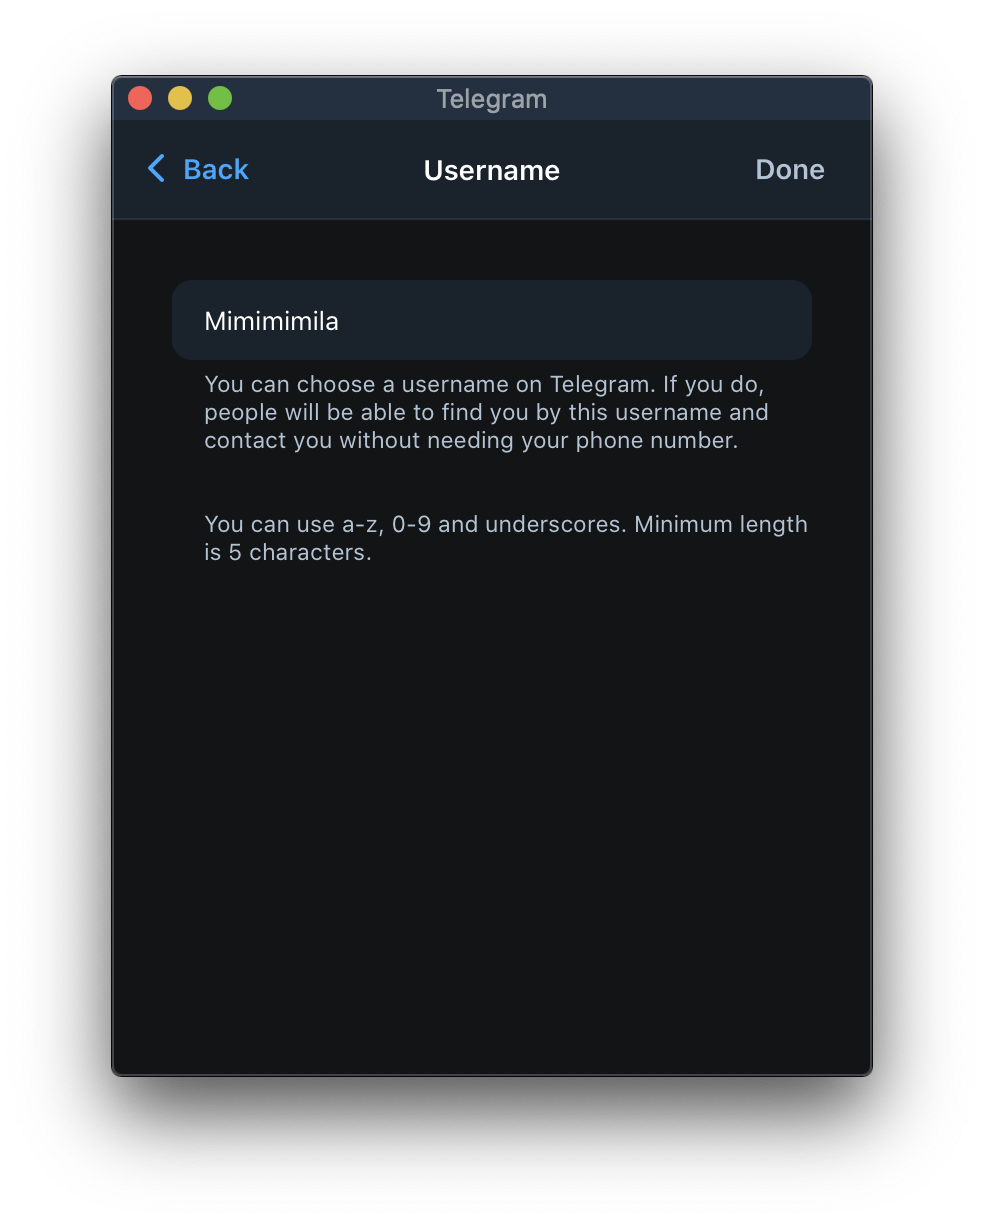 Telegram
Back
Username
Done
Mimimimila
You can choose a username on Telegram. If you do,
people will be able to find you by this username and
contact you without needing your phone number.
You can use a-z, 0-9 and underscores. Minimum length
is 5 characters.